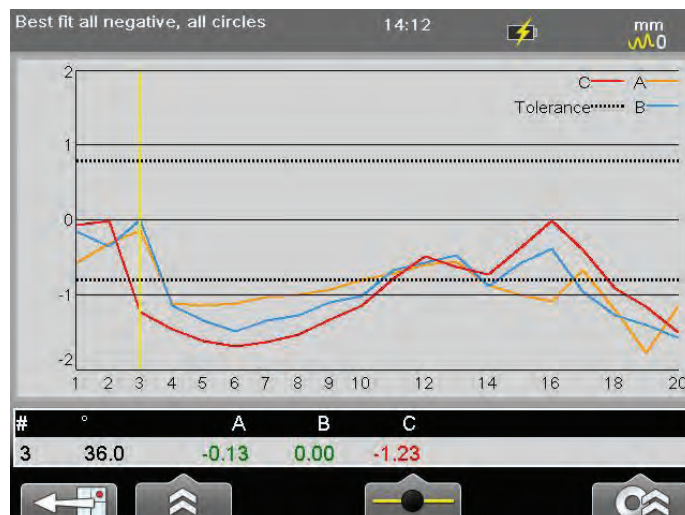 Best fit all negative, all circles 14:12 mm
0
2
C A
Tolerance B
1
0
-1
-2
1 2 3 4 5 6 7 8 9 10 12 14 16 18 20
# ° A B C
3 36.0 -0.13 0.00 -1.23